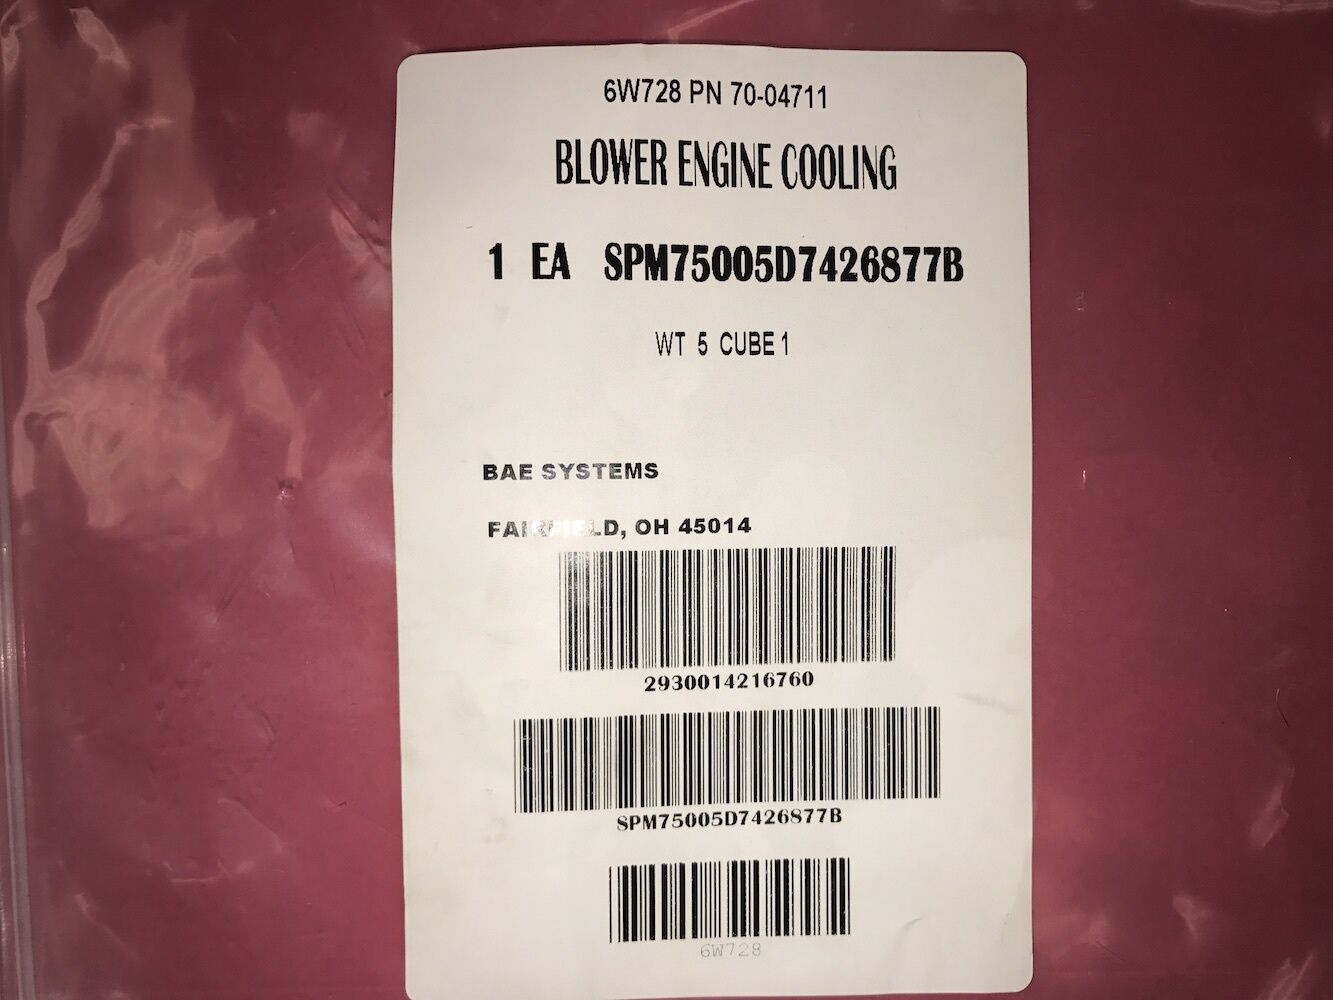 6W728 PN 70-04711
BLOWER ENGINE COOLING
1 EA SPM75005D7426877B
WT 5 CUBE 1
BAE SYSTEMS
FAIRFIELD, OH 45014
2930014216760
SPM75005D7426877B
6W728